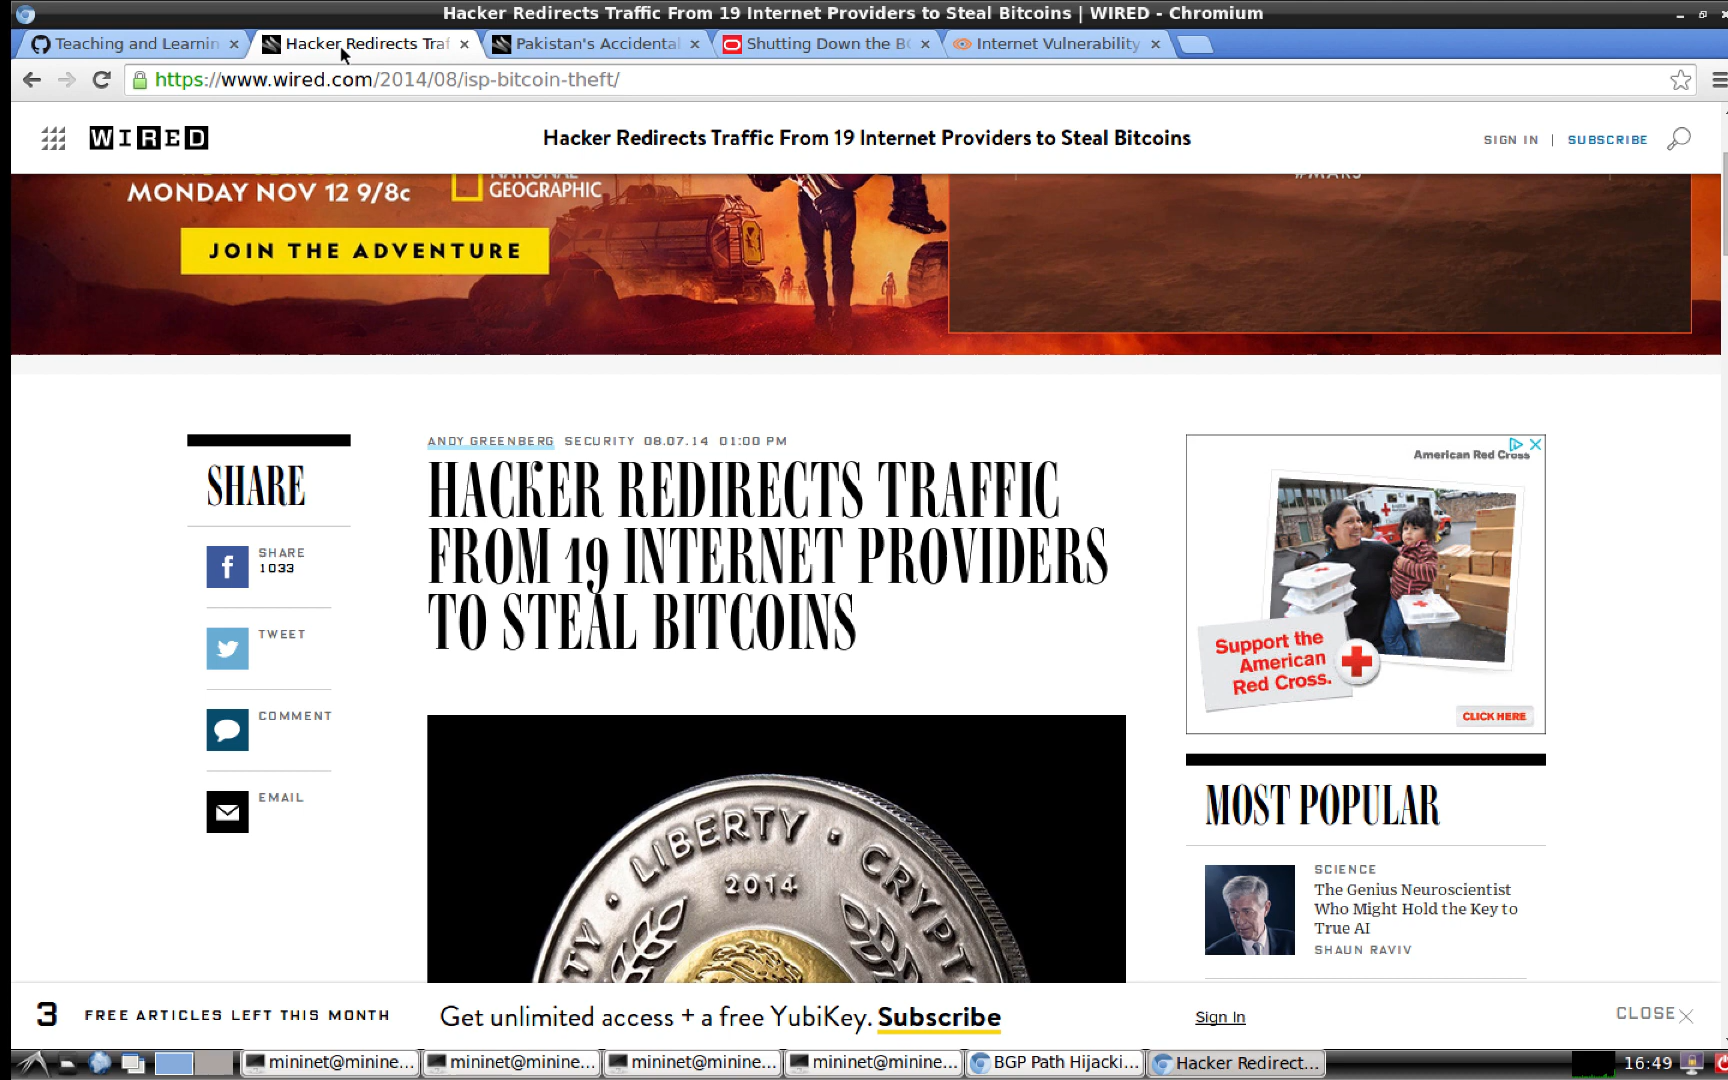 Hacker Redirects Traffic From 19 Internet Providers to Steal Bitcoins | WIRED - Chromium
Teaching and Learnin
Hacker Redirects Traf
Pakistan's Accidental
Shutting Down the B
Internet Vulnerability
https://www.wired.com/2014/08/isp-bitcoin-theft/
WIRED
Hacker Redirects Traffic From 19 Internet Providers to Steal Bitcoins
SIGN IN | SUBSCRIBE
MONDAY NOV 12 9/8c
NATIONAL
GEOGRAPHIC
#MARS
JOIN THE ADVENTURE
SHARE
SHARE
1033
TWEET
COMMENT
EMAIL
ANDY GREENBERG SECURITY 08.07.14 01:00 PM
HACKER REDIRECTS TRAFFIC
FROM 19 INTERNET PROVIDERS
TO STEAL BITCOINS
LIBERTY • CRYPTO
2014
American Red Cross
Support the
American
Red Cross.
CLICK HERE
MOST POPULAR
SCIENCE
The Genius Neuroscientist
Who Might Hold the Key to
True AI
SHAUN RAVIV
3 FREE ARTICLES LEFT THIS MONTH
Get unlimited access + a free YubiKey. Subscribe
Sign In
CLOSE
mininet@minine...
mininet@minine...
mininet@minine...
mininet@minine...
BGP Path Hijacki...
Hacker Redirect...
16:49